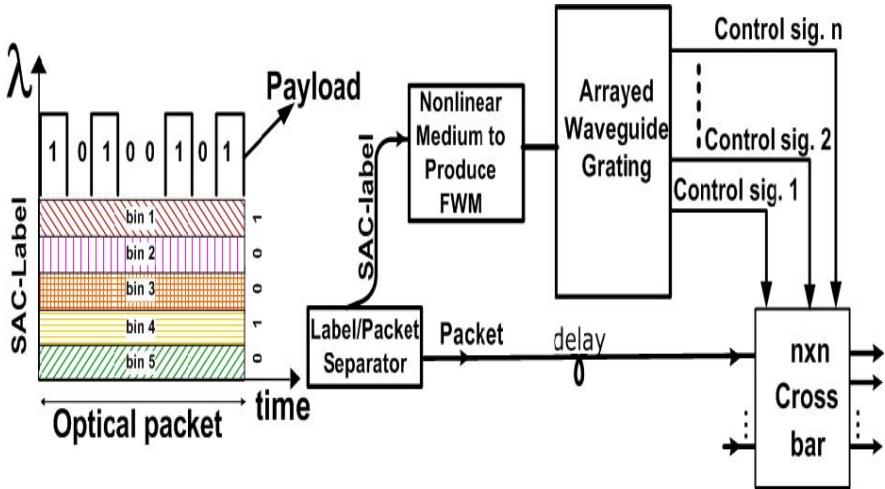 λ
Payload
1 0 1 0 0 1 0 1
SAC-Label
bin 1
1
bin 2
0
bin 3
0
bin 4
1
bin 5
0
time
Optical packet
SAC-label
Label/Packet
Separator
Packet
delay
Nonlinear
Medium to
Produce
FWM
Arrayed
Waveguide
Grating
Control sig. n
Control sig. 2
Control sig. 1
nxn
Cross
bar